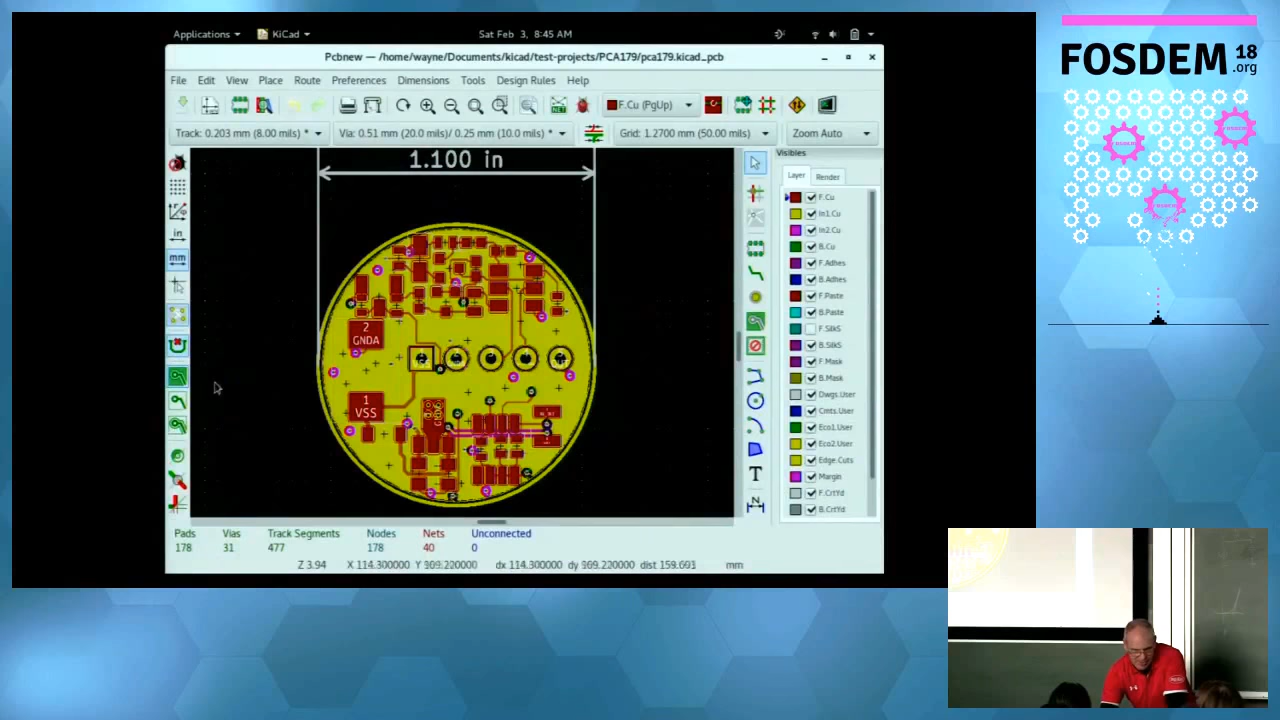 Applications
KiCad
Sat Feb 3, 8:45 AM
Pcbnew — /home/wayne/Documents/kicad/test-projects/PCA179/pca179.kicad_pcb
File Edit View Place Route Preferences Dimensions Tools Design Rules Help
F.Cu (PgUp)
Track: 0.203 mm (8.00 mils) *
Via: 0.51 mm (20.0 mils)/ 0.25 mm (10.0 mils) *
Grid: 1.2700 mm (50.00 mils)
Zoom Auto
1.100 in
2
GNDA
1
VSS
in
mm
T
N
Visibles
Layer Render
F.Cu
In1.Cu
In2.Cu
B.Cu
F.Adhes
B.Adhes
F.Paste
B.Paste
F.SilkS
B.SilkS
F.Mask
B.Mask
Dwgs.User
Cmts.User
Eco1.User
Eco2.User
Edge.Cuts
Margin
F.CrtYd
B.CrtYd
Pads Vias Track Segments Nodes Nets Unconnected
178 31 477 178 40 0
Z 3.94 X 114.300000 dx 114.300000 mm
FOSDEM 18
.org